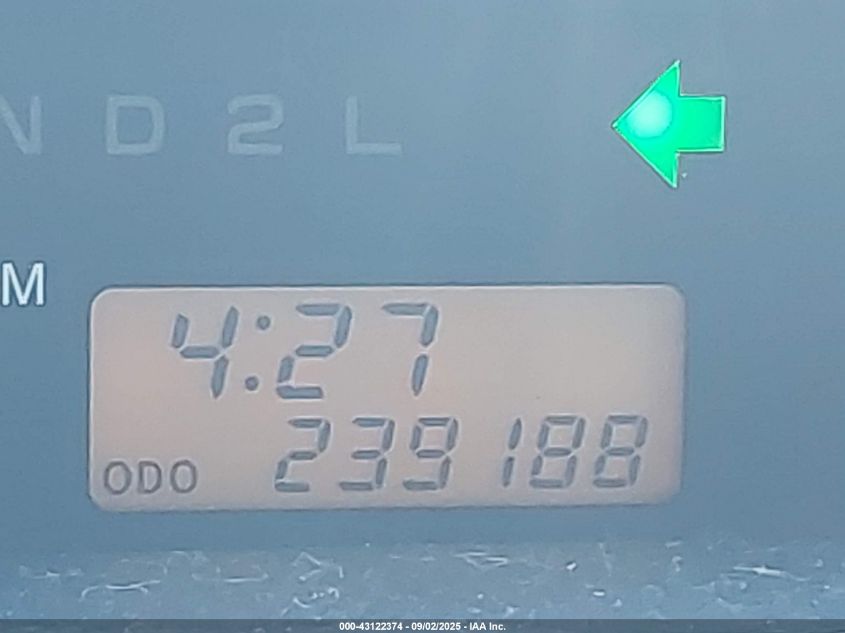 N D 2 L
M
4:27
ODO 239188
000-43122374 - 09/02/2025 - IAA Inc.